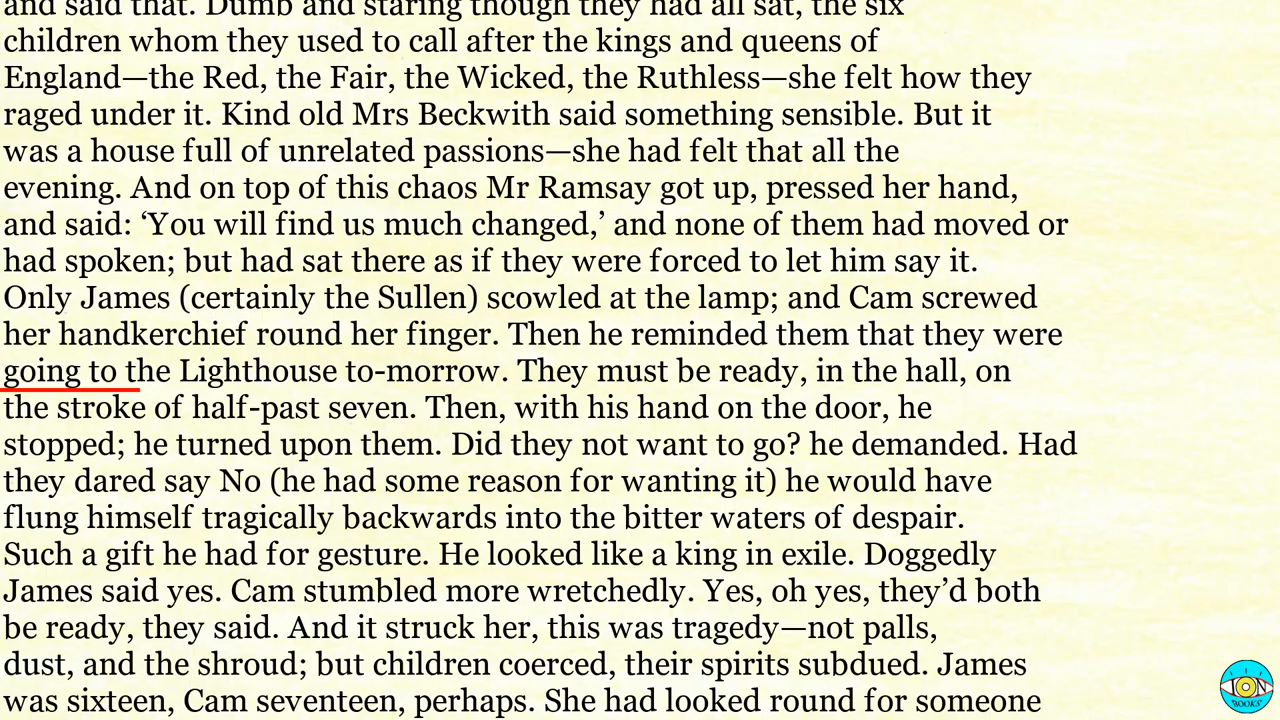 and said that. Dumb and staring though they had all sat, the six
children whom they used to call after the kings and queens of
England—the Red, the Fair, the Wicked, the Ruthless—she felt how they
raged under it. Kind old Mrs Beckwith said something sensible. But it
was a house full of unrelated passions—she had felt that all the
evening. And on top of this chaos Mr Ramsay got up, pressed her hand,
and said: ‘You will find us much changed,’ and none of them had moved or
had spoken; but had sat there as if they were forced to let him say it.
Only James (certainly the Sullen) scowled at the lamp; and Cam screwed
her handkerchief round her finger. Then he reminded them that they were
going to the Lighthouse to-morrow. They must be ready, in the hall, on
the stroke of half-past seven. Then, with his hand on the door, he
stopped; he turned upon them. Did they not want to go? he demanded. Had
they dared say No (he had some reason for wanting it) he would have
flung himself tragically backwards into the bitter waters of despair.
Such a gift he had for gesture. He looked like a king in exile. Doggedly
James said yes. Cam stumbled more wretchedly. Yes, oh yes, they’d both
be ready, they said. And it struck her, this was tragedy—not palls,
dust, and the shroud; but children coerced, their spirits subdued. James
was sixteen, Cam seventeen, perhaps. She had looked round for someone
ION
BOOKS